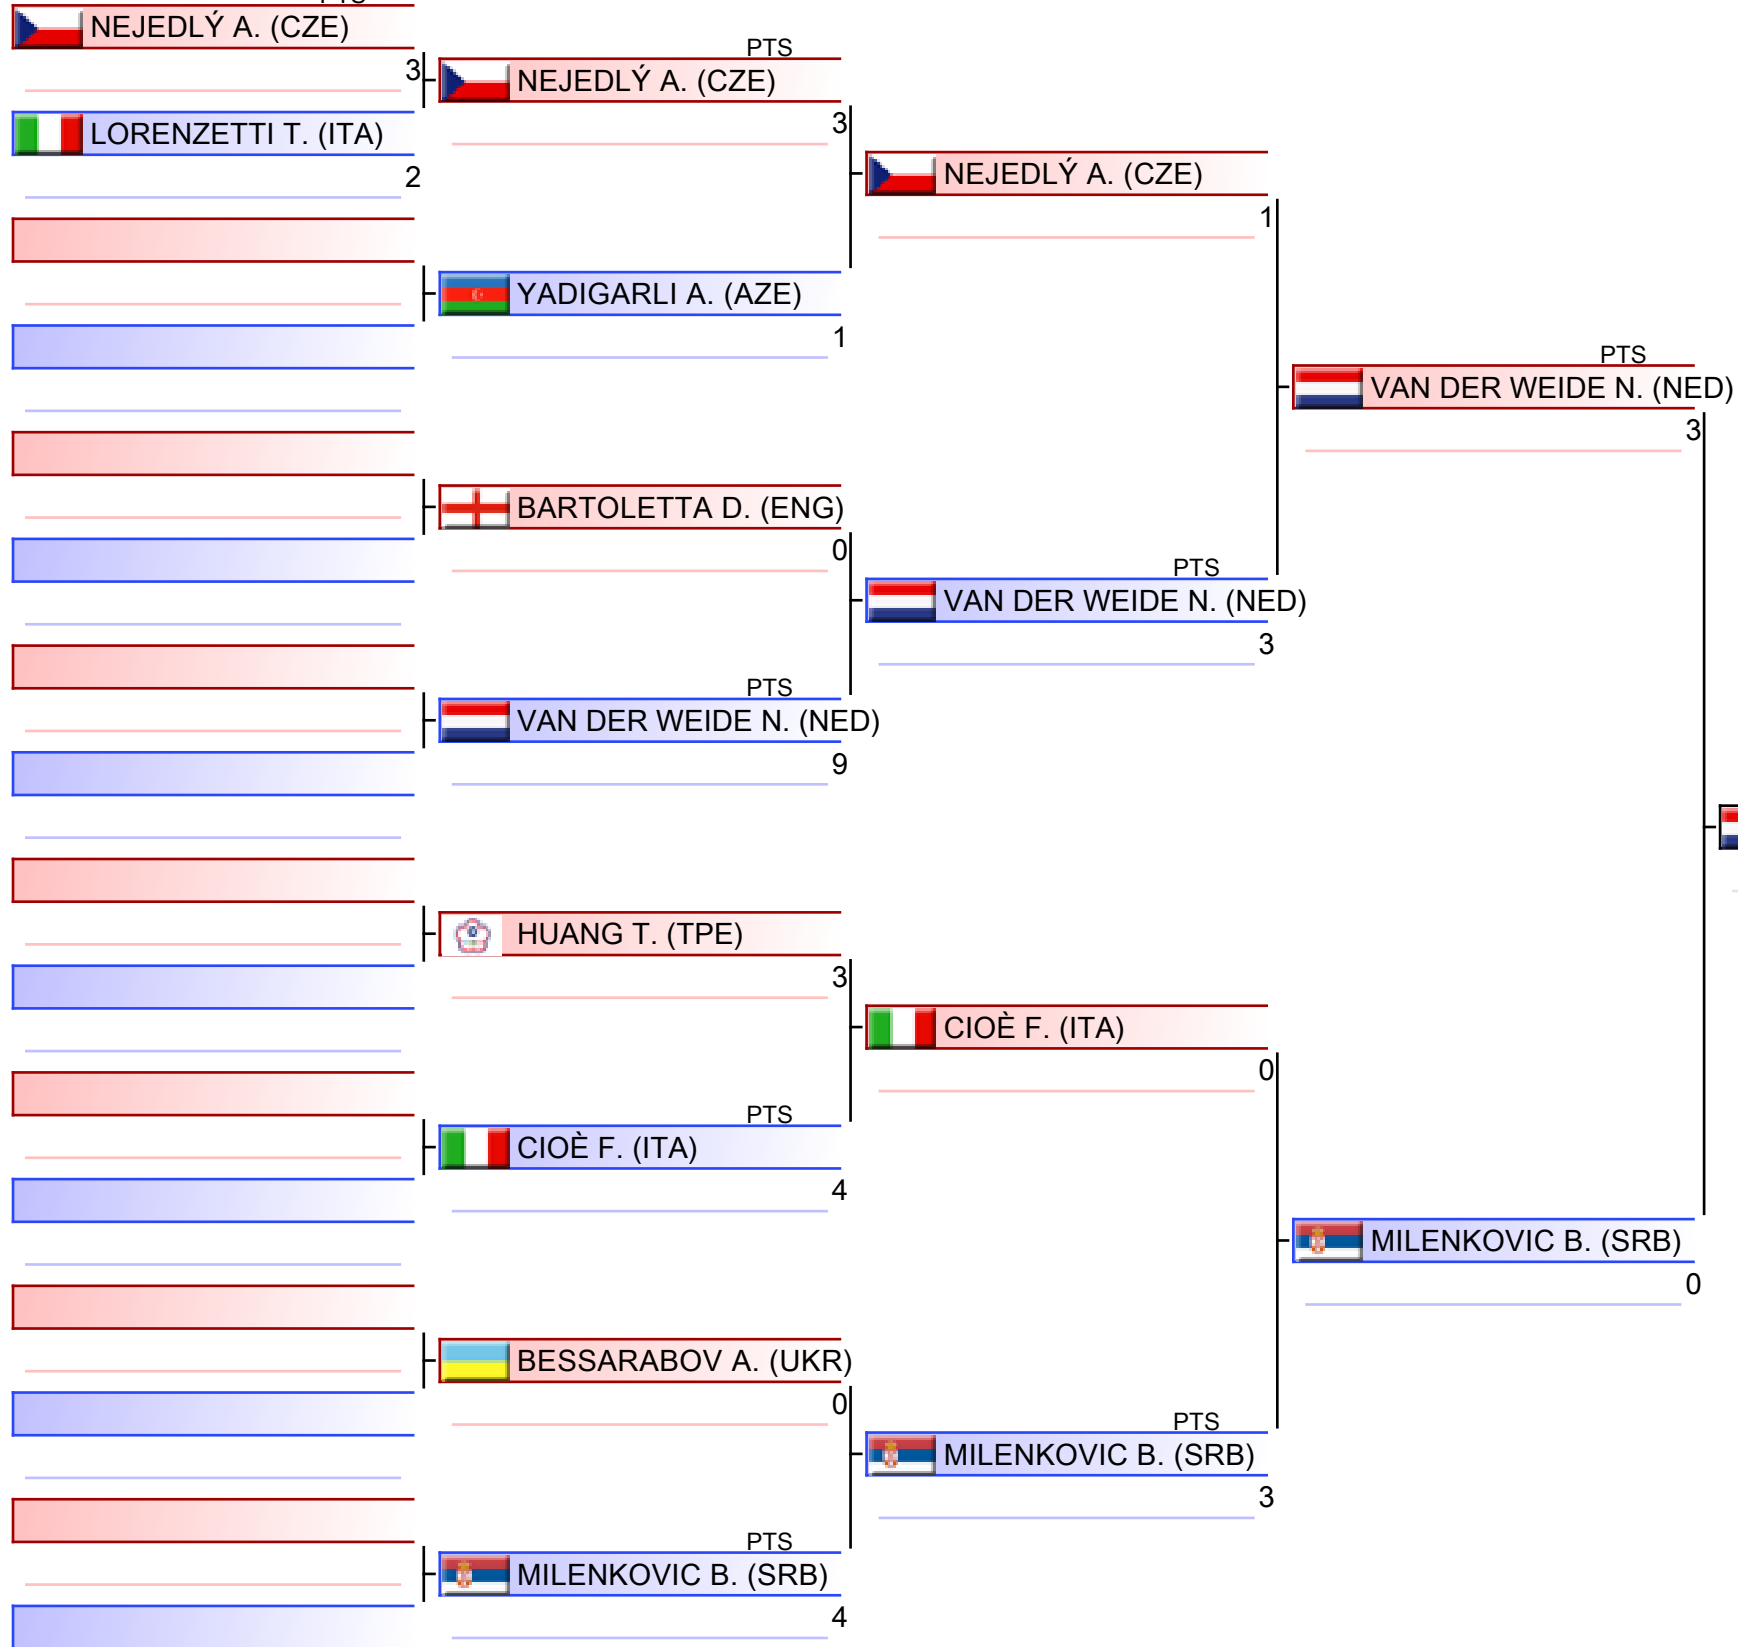 PTS
NEJEDLÝ A. (CZE)
3
LORENZETTI T. (ITA)
2
PTS
NEJEDLÝ A. (CZE)
3
YADIGARLI A. (AZE)
1
BARTOLETTA D. (ENG)
0
PTS
VAN DER WEIDE N. (NED)
9
HUANG T. (TPE)
3
PTS
CIOÈ F. (ITA)
4
BESSARABOV A. (UKR)
0
PTS
MILENKOVIC B. (SRB)
4
NEJEDLÝ A. (CZE)
1
PTS
VAN DER WEIDE N. (NED)
3
CIOÈ F. (ITA)
0
PTS
MILENKOVIC B. (SRB)
3
PTS
VAN DER WEIDE N. (NED)
3
MILENKOVIC B. (SRB)
0